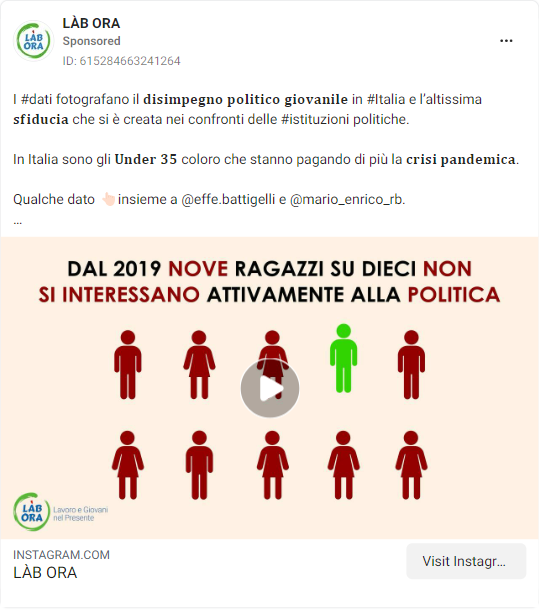 LÀB ORA
Sponsored
ID: 615284663241264
I #dati fotografano il disimpegno politico giovanile in #Italia e l'altissima
sfiducia che si è creata nei confronti delle #istituzioni politiche.
In Italia sono gli Under 35 coloro che stanno pagando di più la crisi pandemica.
Qualche dato 👆🏻insieme a @effe.battigelli e @mario_enrico_rb.
...
DAL 2019 NOVE RAGAZZI SU DIECI NON
SI INTERESSANO ATTIVAMENTE ALLA POLITICA
LÀB
ORA
Lavoro e Giovani
nel Presente
INSTAGRAM.COM
LÀB ORA
Visit Instagr...